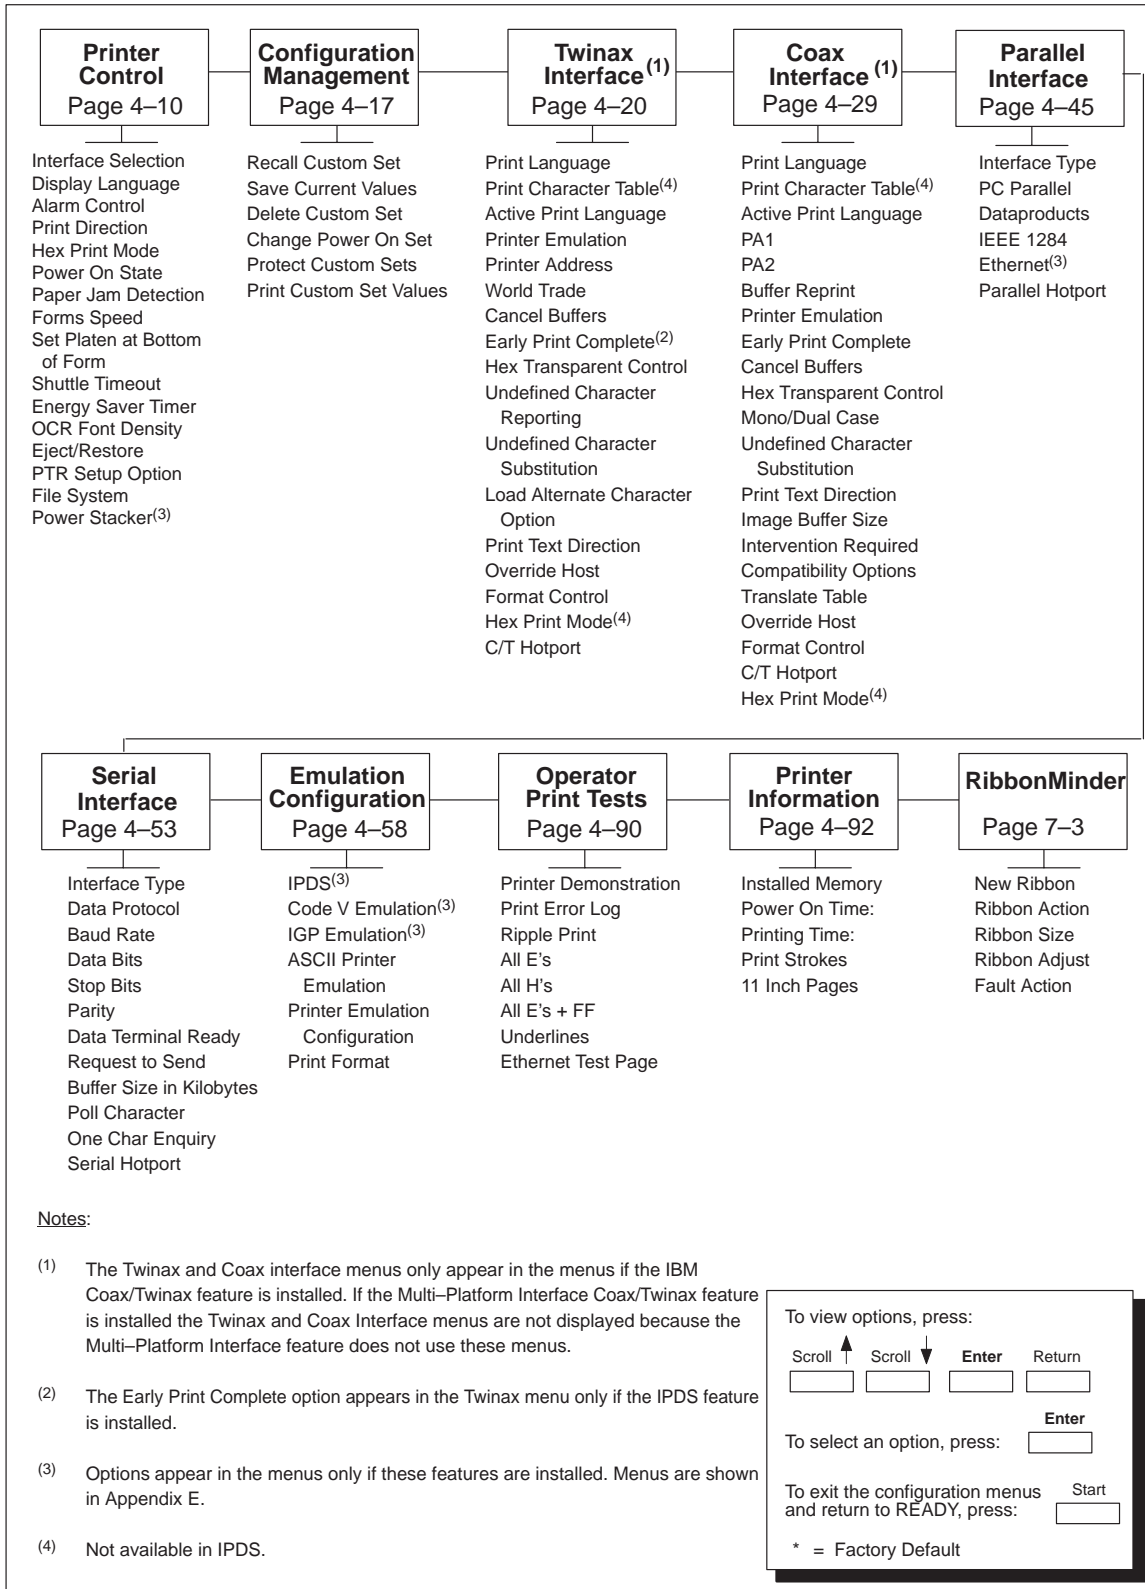 Printer
Control
Page 4–10
Configuration
Management
Page 4–17
Twinax
Interface (1)
Page 4–20
Coax
Interface (1)
Page 4–29
Parallel
Interface
Page 4–45
Interface Selection
Display Language
Alarm Control
Print Direction
Hex Print Mode
Power On State
Paper Jam Detection
Forms Speed
Set Platen at Bottom
of Form
Shuttle Timeout
Energy Saver Timer
OCR Font Density
Eject/Restore
PTR Setup Option
File System
Power Stacker(3)
Recall Custom Set
Save Current Values
Delete Custom Set
Change Power On Set
Protect Custom Sets
Print Custom Set Values
Print Language
Print Character Table(4)
Active Print Language
Printer Emulation
Printer Address
World Trade
Cancel Buffers
Early Print Complete(2)
Hex Transparent Control
Undefined Character
Reporting
Undefined Character
Substitution
Load Alternate Character
Option
Print Text Direction
Override Host
Format Control
Hex Print Mode(4)
C/T Hotport
Print Language
Print Character Table(4)
Active Print Language
PA1
PA2
Buffer Reprint
Printer Emulation
Early Print Complete
Cancel Buffers
Hex Transparent Control
Mono/Dual Case
Undefined Character
Substitution
Print Text Direction
Image Buffer Size
Intervention Required
Compatibility Options
Translate Table
Override Host
Format Control
C/T Hotport
Hex Print Mode(4)
Interface Type
PC Parallel
Dataproducts
IEEE 1284
Ethernet(3)
Parallel Hotport
Serial
Interface
Page 4–53
Emulation
Configuration
Page 4–58
Operator
Print Tests
Page 4–90
Printer
Information
Page 4–92
RibbonMinder
Page 7–3
Interface Type
Data Protocol
Baud Rate
Data Bits
Stop Bits
Parity
Data Terminal Ready
Request to Send
Buffer Size in Kilobytes
Poll Character
One Char Enquiry
Serial Hotport
IPDS(3)
Code V Emulation(3)
IGP Emulation(3)
ASCII Printer
Emulation
Printer Emulation
Configuration
Print Format
Printer Demonstration
Print Error Log
Ripple Print
All E's
All H's
All E's + FF
Underlines
Ethernet Test Page
Installed Memory
Power On Time:
Printing Time:
Print Strokes
11 Inch Pages
New Ribbon
Ribbon Action
Ribbon Size
Ribbon Adjust
Fault Action
Notes:
(1) The Twinax and Coax interface menus only appear in the menus if the IBM
Coax/Twinax feature is installed. If the Multi–Platform Interface Coax/Twinax feature
is installed the Twinax and Coax Interface menus are not displayed because the
Multi–Platform Interface feature does not use these menus.
(2) The Early Print Complete option appears in the Twinax menu only if the IPDS feature
is installed.
(3) Options appear in the menus only if these features are installed. Menus are shown
in Appendix E.
(4) Not available in IPDS.
To view options, press:
Scroll Scroll Enter Return
Enter
To select an option, press:
To exit the configuration menus Start
and return to READY, press:
* = Factory Default